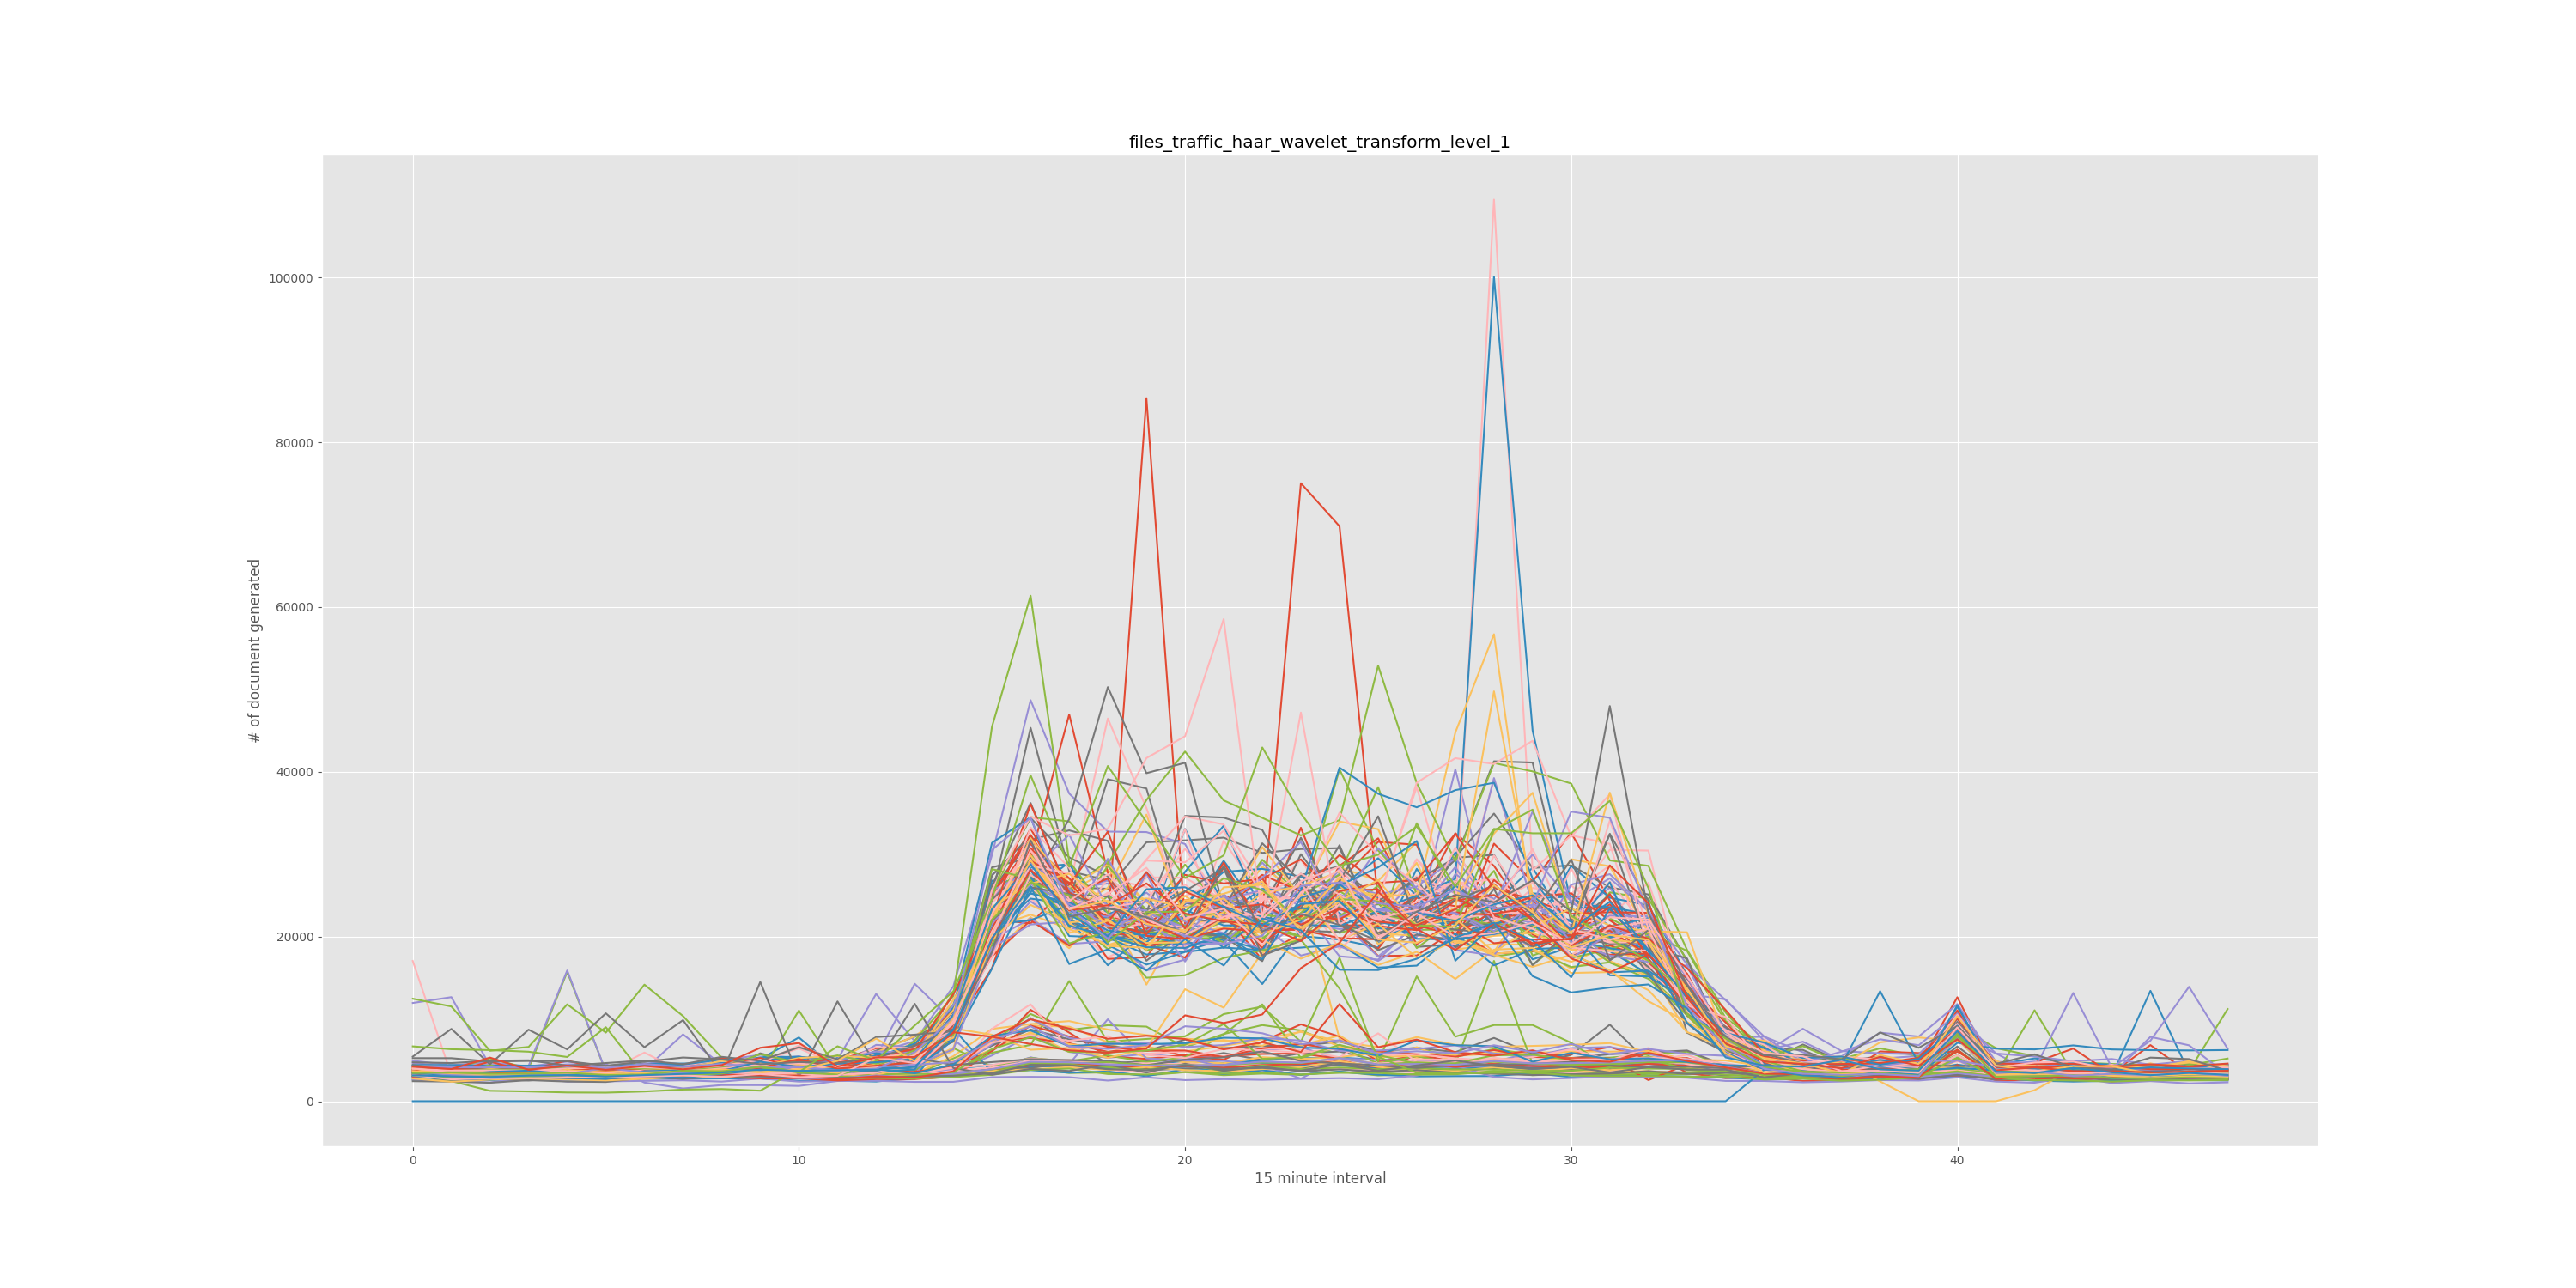 files_traffic_haar_wavelet_transform_level_1
100000
80000
60000
40000
20000
0
# of document generated
0 10 20 30 40
15 minute interval